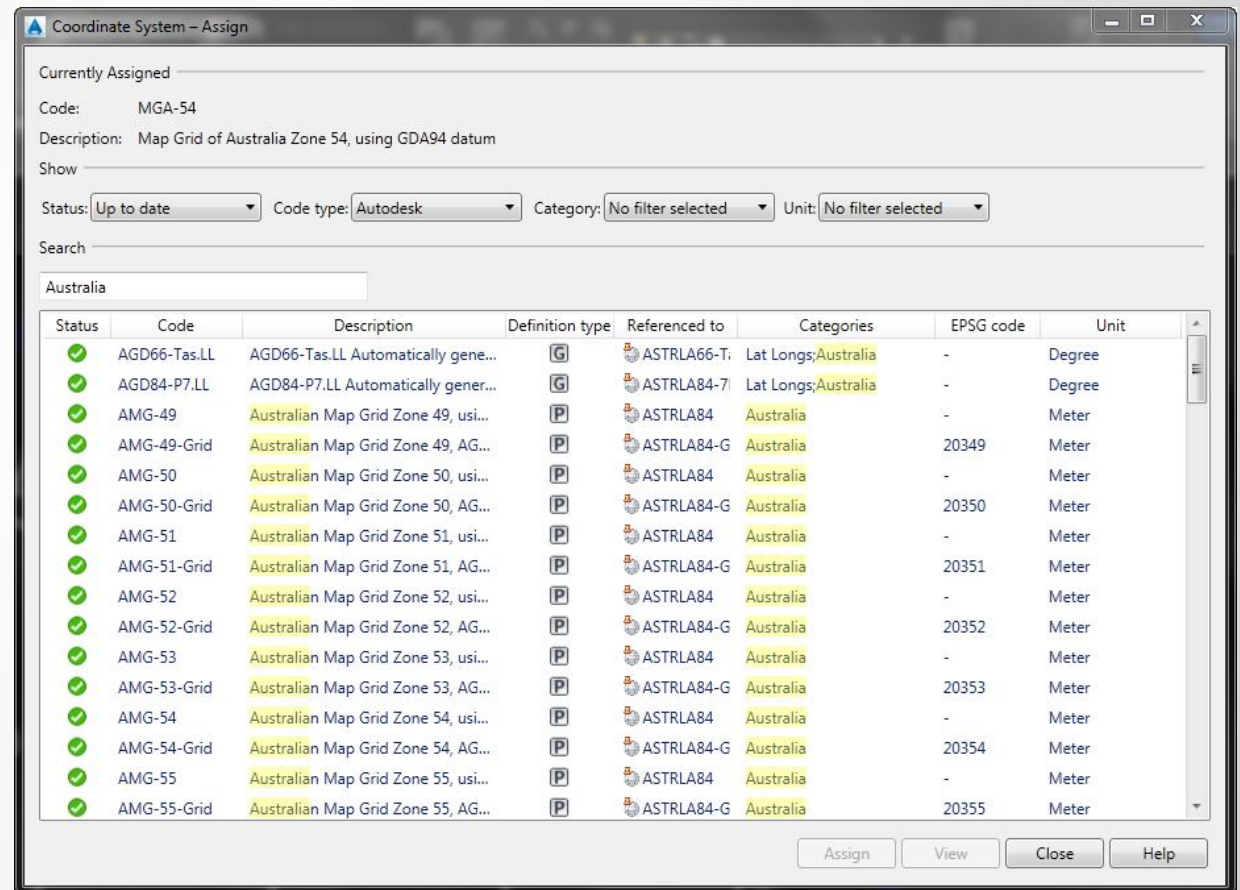 Coordinate System – Assign
Currently Assigned
Code: MGA-54
Description: Map Grid of Australia Zone 54, using GDA94 datum
Show
Status: Up to date Code type: Autodesk Category: No filter selected Unit: No filter selected
Search
Australia
Status Code Description Definition type Referenced to Categories EPSG code Unit
AGD66-Tas.LL AGD66-Tas.LL Automatically gene... G ASTRLA66-T Lat Longs;Australia - Degree
AGD84-P7.LL AGD84-P7.LL Automatically gener... G ASTRLA84-7 Lat Longs;Australia - Degree
AMG-49 Australian Map Grid Zone 49, usi... P ASTRLA84 Australia - Meter
AMG-49-Grid Australian Map Grid Zone 49, AG... P ASTRLA84-G Australia 20349 Meter
AMG-50 Australian Map Grid Zone 50, usi... P ASTRLA84 Australia - Meter
AMG-50-Grid Australian Map Grid Zone 50, AG... P ASTRLA84-G Australia 20350 Meter
AMG-51 Australian Map Grid Zone 51, usi... P ASTRLA84 Australia - Meter
AMG-51-Grid Australian Map Grid Zone 51, AG... P ASTRLA84-G Australia 20351 Meter
AMG-52 Australian Map Grid Zone 52, usi... P ASTRLA84 Australia - Meter
AMG-52-Grid Australian Map Grid Zone 52, AG... P ASTRLA84-G Australia 20352 Meter
AMG-53 Australian Map Grid Zone 53, usi... P ASTRLA84 Australia - Meter
AMG-53-Grid Australian Map Grid Zone 53, AG... P ASTRLA84-G Australia 20353 Meter
AMG-54 Australian Map Grid Zone 54, usi... P ASTRLA84 Australia - Meter
AMG-54-Grid Australian Map Grid Zone 54, AG... P ASTRLA84-G Australia 20354 Meter
AMG-55 Australian Map Grid Zone 55, usi... P ASTRLA84 Australia - Meter
AMG-55-Grid Australian Map Grid Zone 55, AG... P ASTRLA84-G Australia 20355 Meter
Assign View Close Help